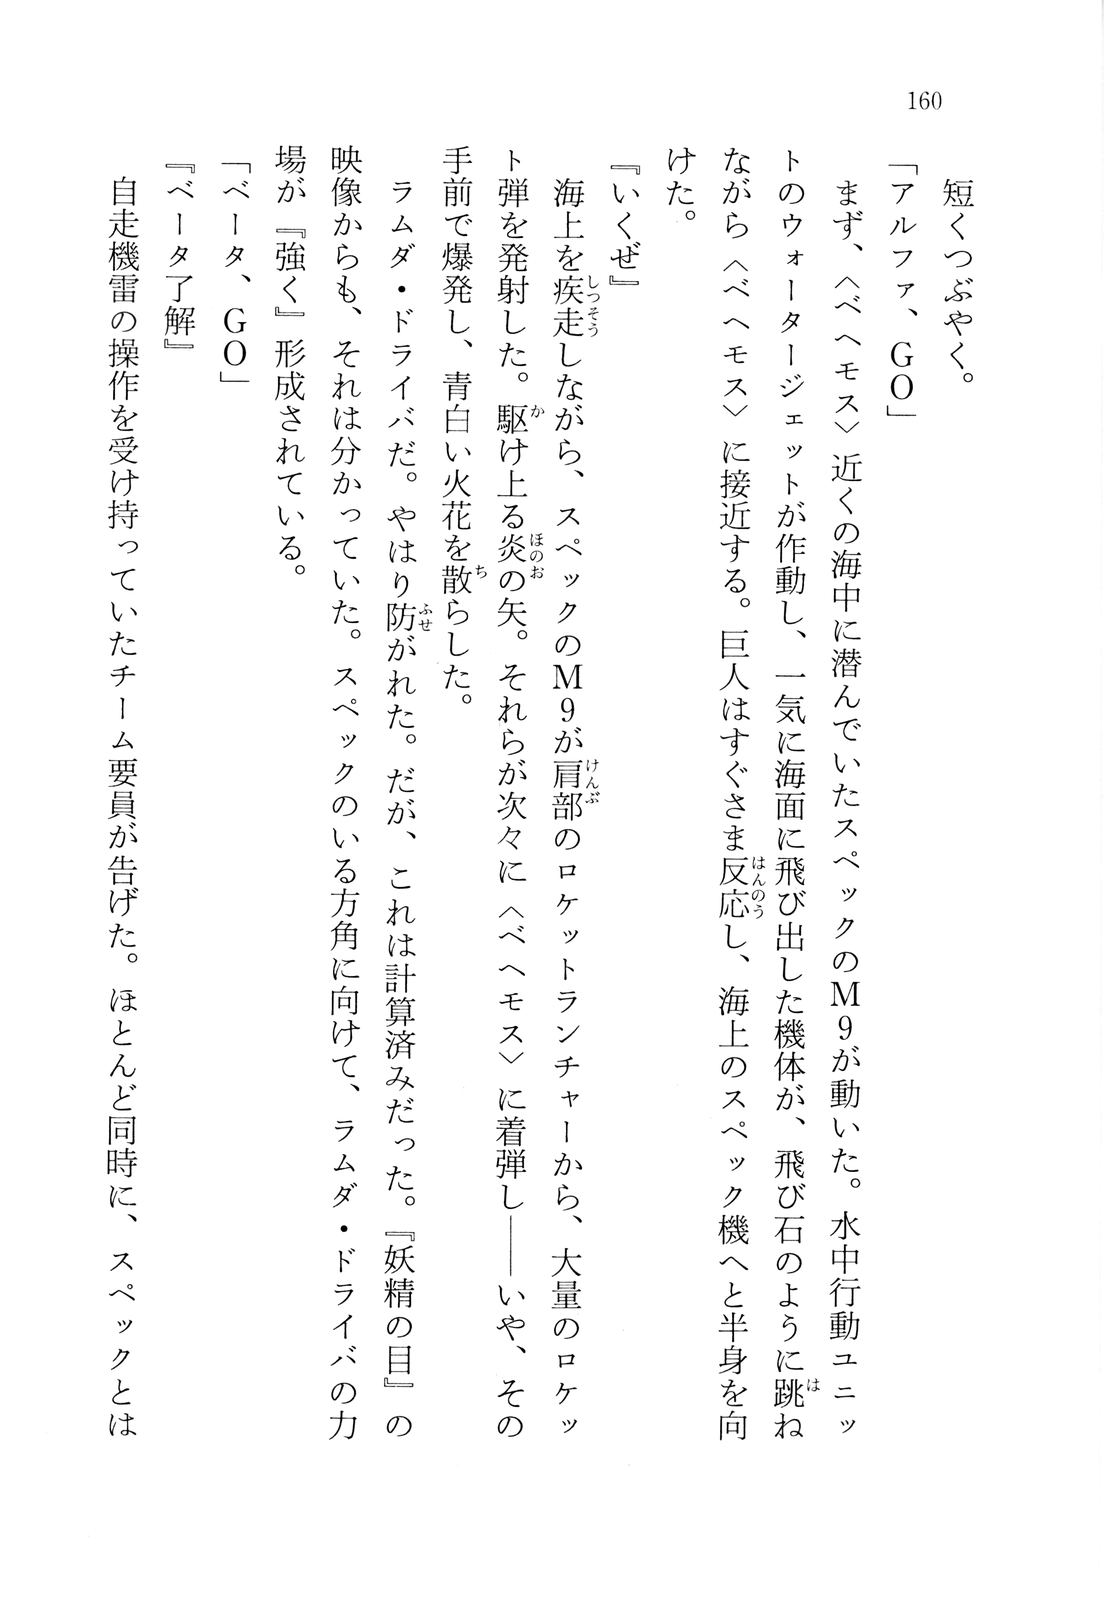 160
短くつぶやく。
「アルファ、GO」
まず、〈ベヘモス〉近くの海中に潜んでいたスペックのM9が動いた。水中行動ユニッ
トのウォータージェットが作動し、一気に海面に飛び出した機体が、飛び石のように跳ね
ながら〈ベヘモス〉に接近する。巨人はすぐさま反応し、海上のスペック機へと半身を向
けた。
『いくぜ』
海上を疾走しながら、スペックのM9が肩部のロケットランチャーから、大量のロケッ
ト弾を発射した。駆け上る炎の矢。それらが次々に〈ベヘモス〉に着弾し――いや、その
手前で爆発し、青白い火花を散らした。
ラムダ・ドライバだ。やはり防がれた。だが、これは計算済みだった。『妖精の目』の
映像からも、それは分かっていた。スペックのいる方角に向けて、ラムダ・ドライバの力
場が『強く』形成されている。
「ベータ、GO」
『ベータ了解』
自走機雷の操作を受け持っていたチーム要員が告げた。ほとんど同時に、スペックとは